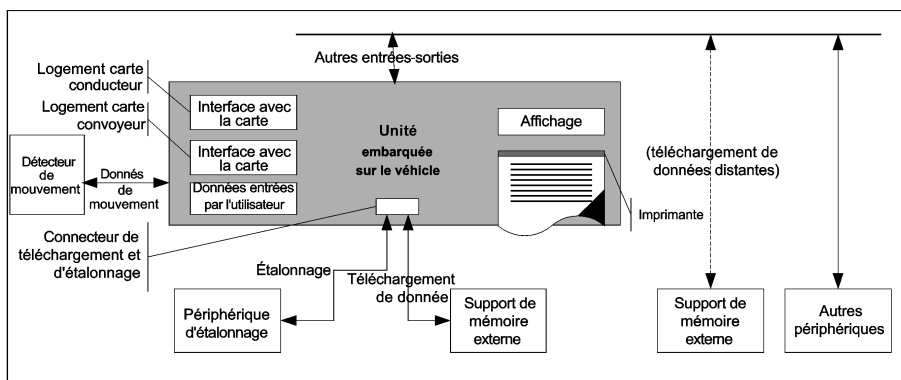 Autres entrées-sorties
Logement carte
conducteur
Logement carte
convoyeur
Interface avec
la carte
Interface avec
la carte
Données entrées
par l'utilisateur
Unité
embarquée
sur le véhicule
Affichage
Imprimante
(téléchargement de
données distantes)
Détecteur
de
mouvement
Donnés
de
mouvement
Connecteur de
téléchargement et
d'étalonnage
Étalonnage
Téléchargement
de donnée
Périphérique
d'étalonnage
Support de
mémoire
externe
Support de
mémoire
externe
Autres
périphériques